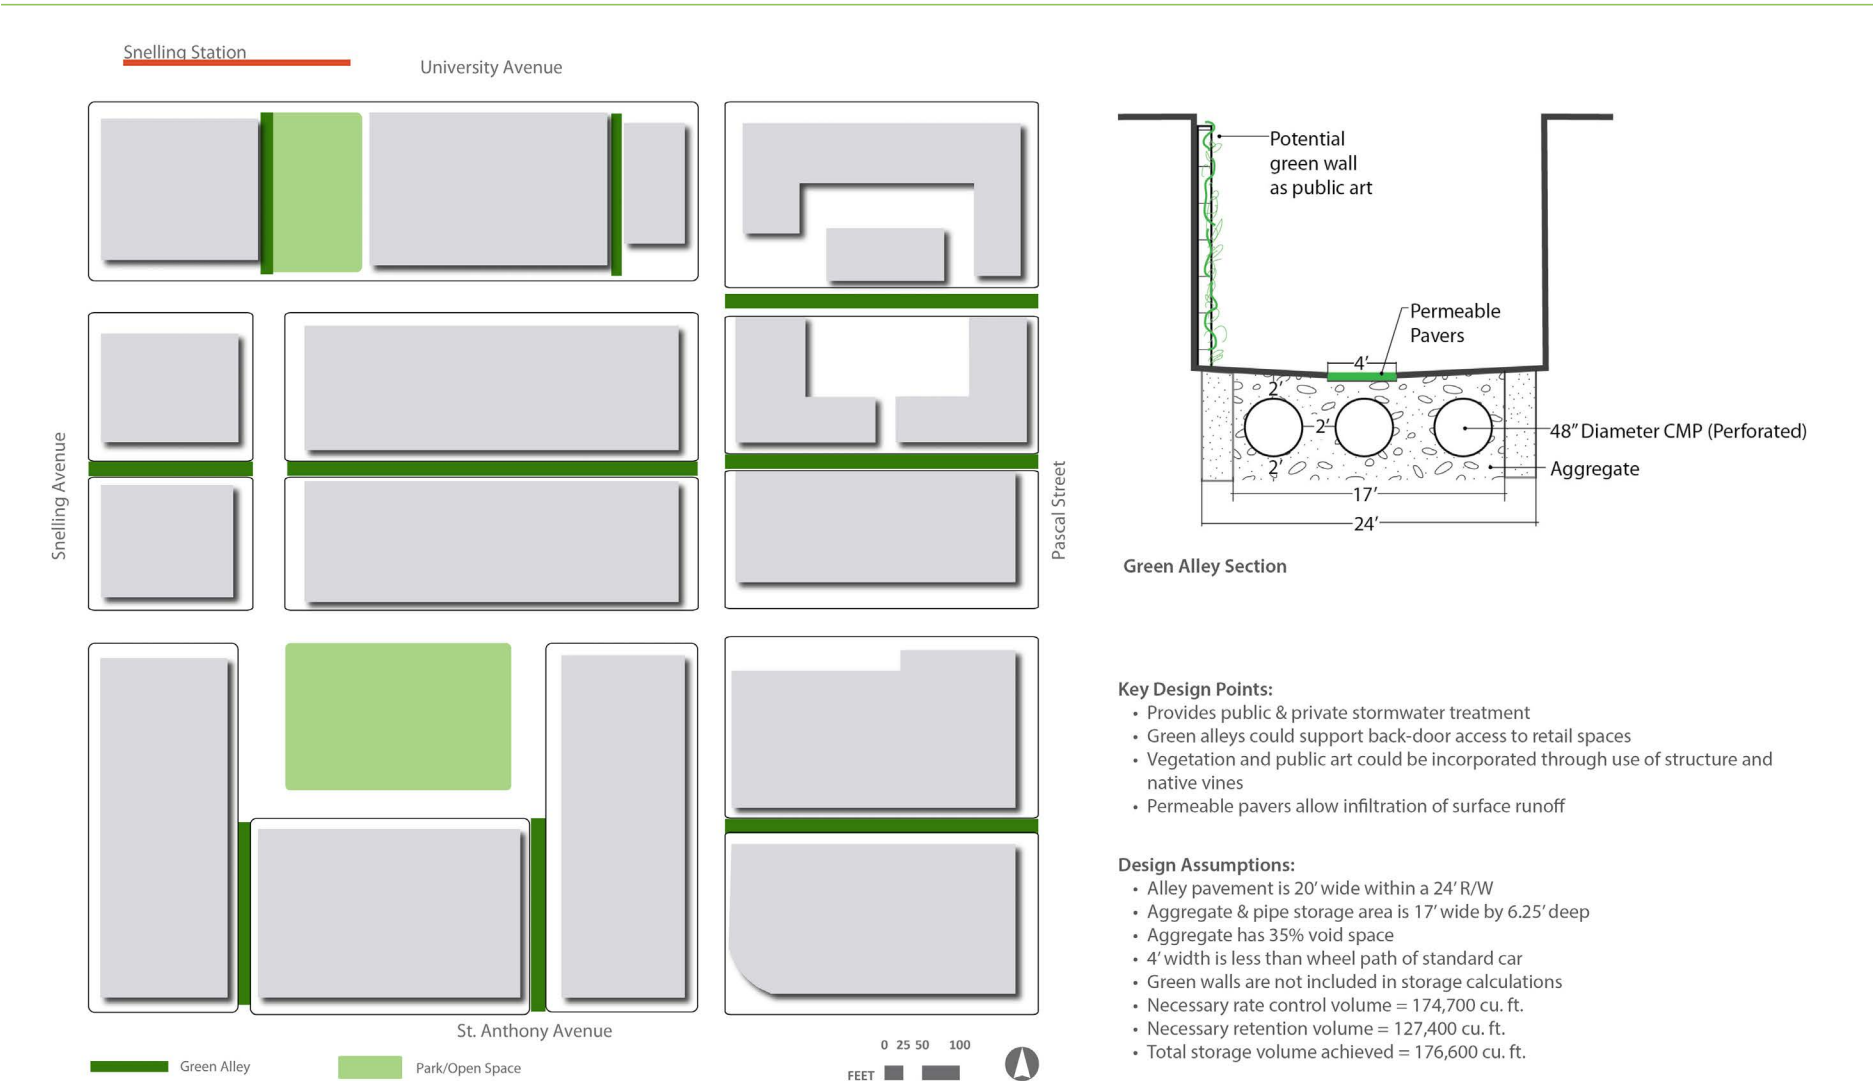 Snelling Station
University Avenue
Snelling Avenue
Pascal Street
St. Anthony Avenue
Green Alley
Park/Open Space
0 25 50 100
FEET
Potential
green wall
as public art
Permeable
Pavers
4'
2'
2'
2'
48" Diameter CMP (Perforated)
Aggregate
17'
24'
Green Alley Section
Key Design Points:
• Provides public & private stormwater treatment
• Green alleys could support back-door access to retail spaces
• Vegetation and public art could be incorporated through use of structure and
native vines
• Permeable pavers allow infiltration of surface runoff
Design Assumptions:
• Alley pavement is 20' wide within a 24' R/W
• Aggregate & pipe storage area is 17' wide by 6.25' deep
• Aggregate has 35% void space
• 4' width is less than wheel path of standard car
• Green walls are not included in storage calculations
• Necessary rate control volume = 174,700 cu. ft.
• Necessary retention volume = 127,400 cu. ft.
• Total storage volume achieved = 176,600 cu. ft.